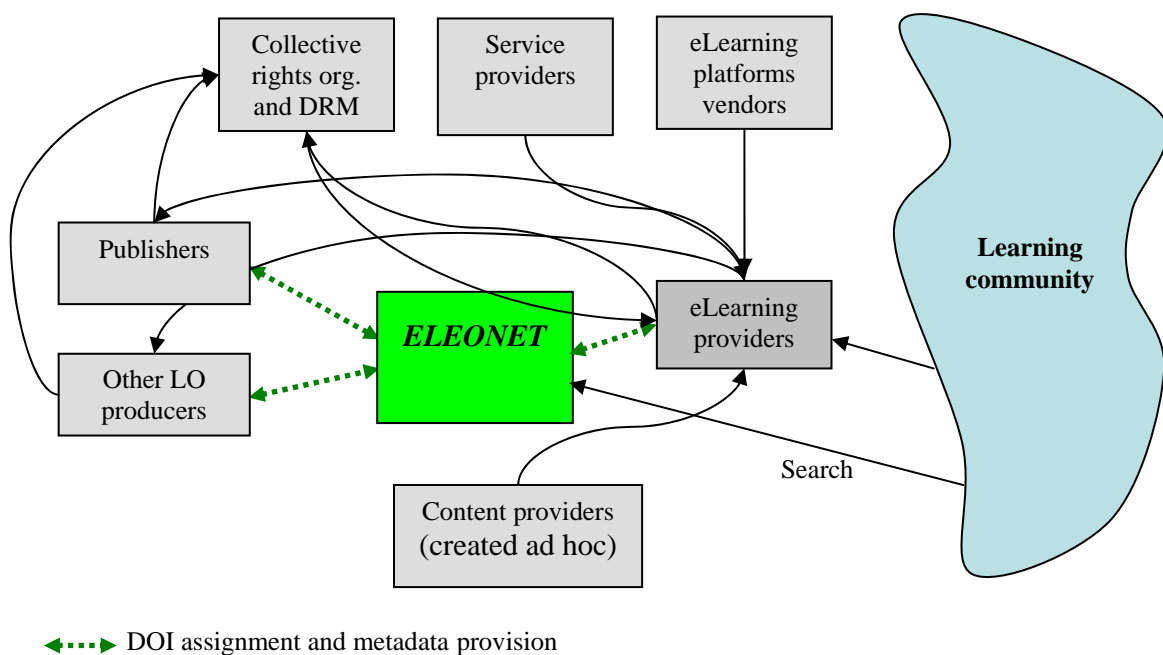 Collective
rights org.
and DRM
Service
providers
eLearning
platforms
vendors
Publishers
Learning
community
ELEONET
eLearning
providers
Other LO
producers
Search
Content providers
(created ad hoc)
DOI assignment and metadata provision